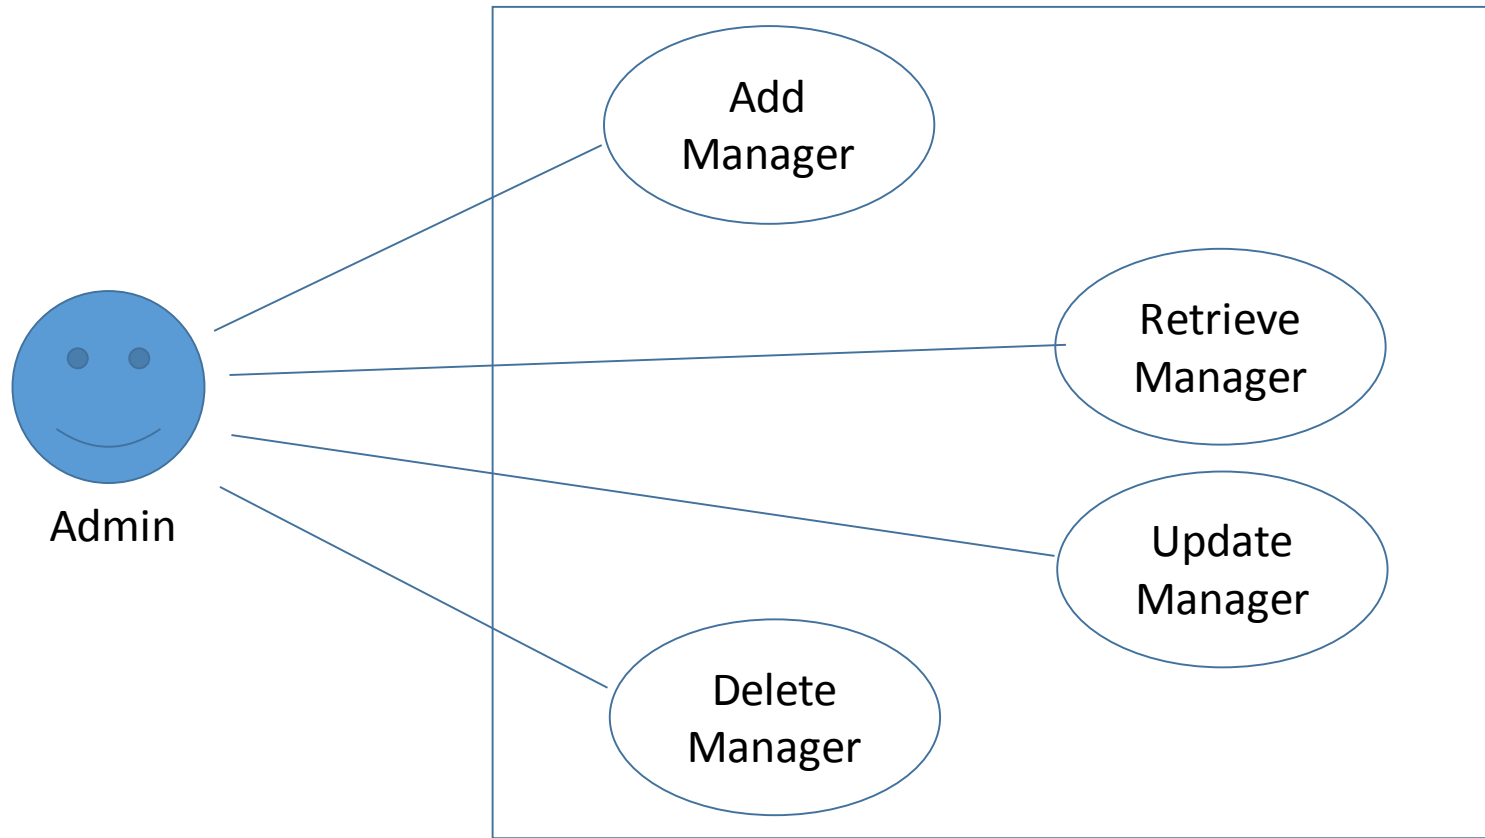 Add
Manager
Retrieve
Manager
Admin
Update
Manager
Delete
Manager